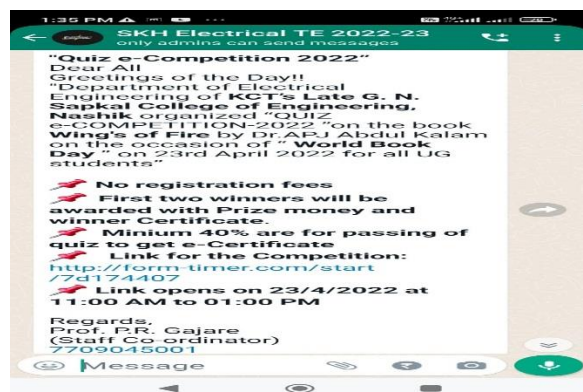 1:35 PM
SKH Electrical TE 2022-23
only admins can send messages
"Quiz e-Competition 2022"
Dear All
Greetings of the Day!!
"Department of Electrical
Engineering of KCT's Late G. N.
Sapkal College of Engineering,
Nashik organized "QUIZ
e-COMPETITION-2022 "on the book
Wing's of Fire by Dr.APJ Abdul Kalam
on the occasion of " World Book
Day " on 23rd April 2022 for all UG
students"
📌 No registration fees
📌 First two winners will be
awarded with Prize money and
winner Certificate.
📌 Minium 40% are for passing of
quiz to get e-Certificate
📌 Link for the Competition:
http://form-timer.com/start
/7d174407
📌 Link opens on 23/4/2022 at
11:00 AM to 01:00 PM
Regards,
Prof. P.R. Gajare
(Staff Co-ordinator)
7709045001
Message